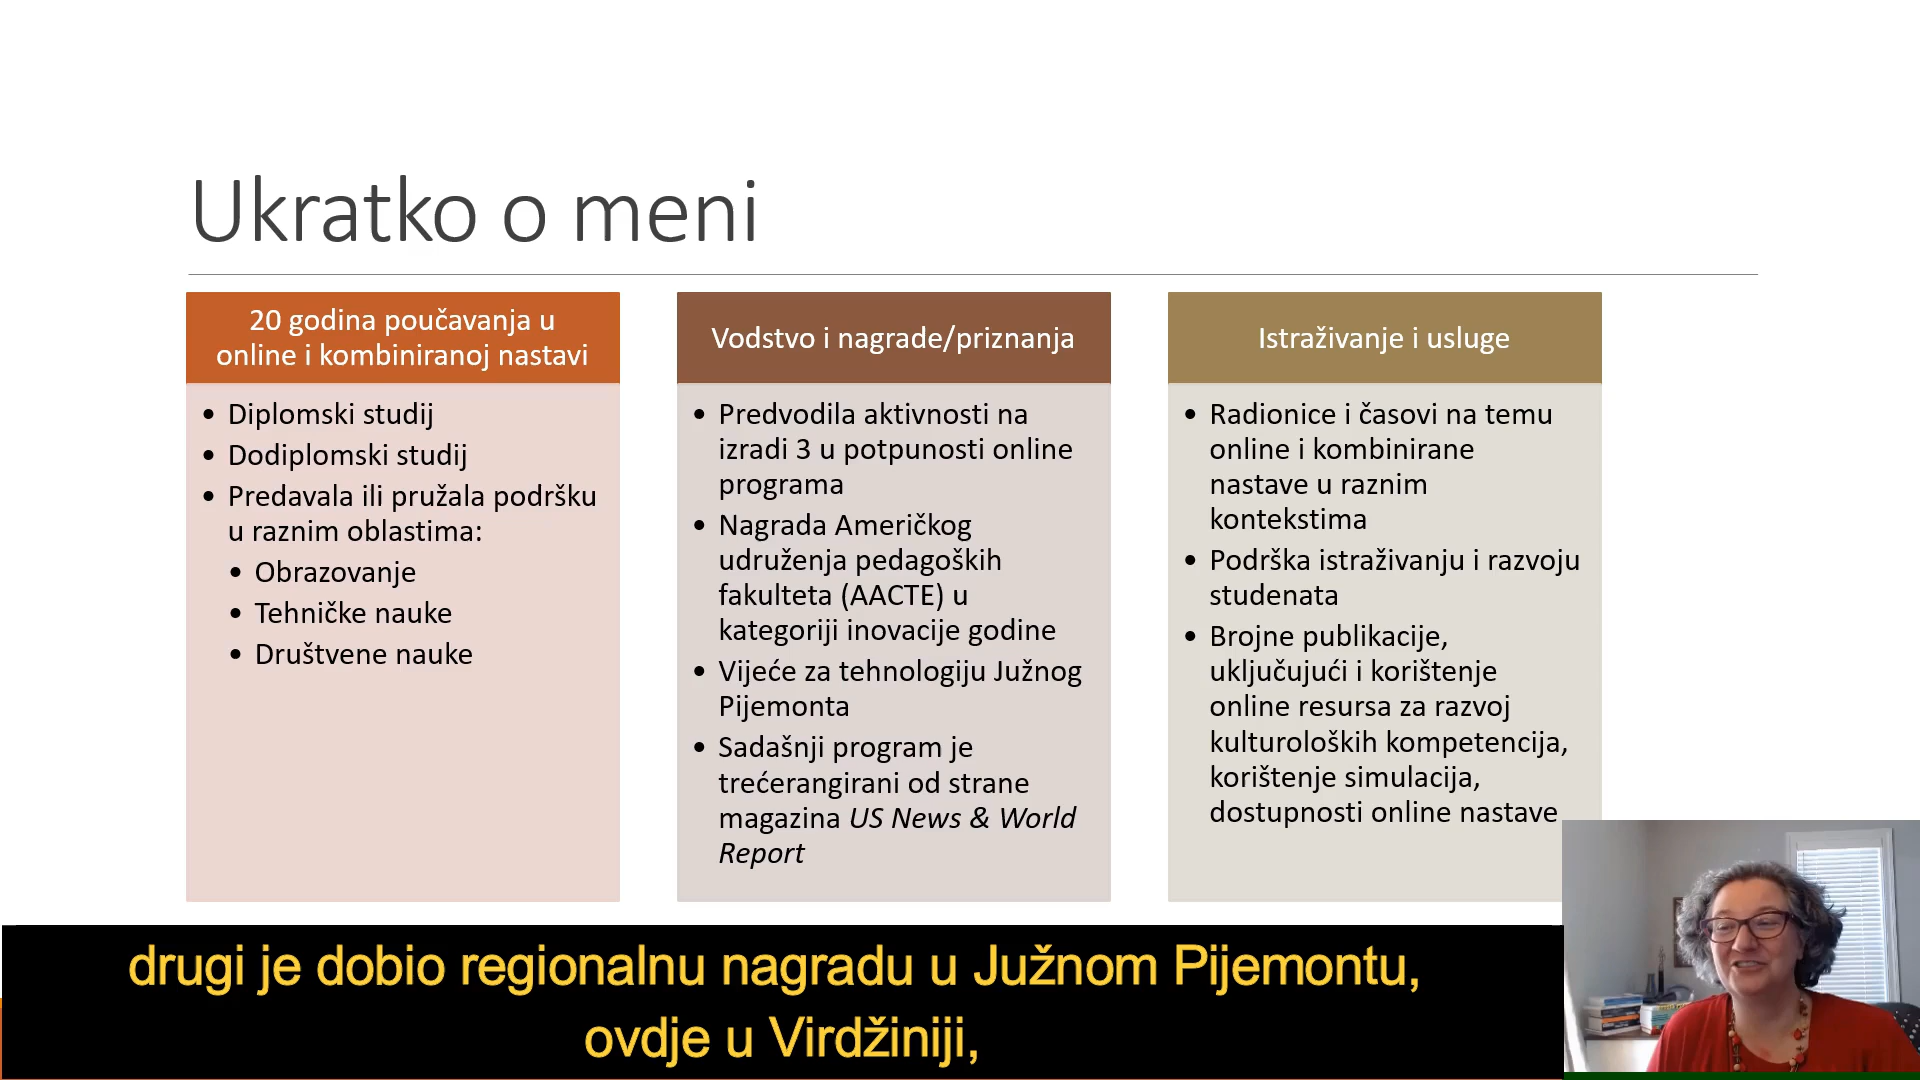 Ukratko o meni
20 godina poučavanja u
online i kombiniranoj nastavi
• Diplomski studij
• Dodiplomski studij
• Predavala ili pružala podršku
u raznim oblastima:
• Obrazovanje
• Tehničke nauke
• Društvene nauke
Vodstvo i nagrade/priznanja
• Predvodila aktivnosti na
izradi 3 u potpunosti online
programa
• Nagrada Američkog
udruženja pedagoških
fakulteta (AACTE) u
kategoriji inovacije godine
• Vijeće za tehnologiju Južnog
Pijemonta
• Sadašnji program je
trećerangirani od strane
magazina US News & World
Report
Istraživanje i usluge
• Radionice i časovi na temu
online i kombinirane
nastave u raznim
kontekstima
• Podrška istraživanju i razvoju
studenata
• Brojne publikacije,
uključujući i korištenje
online resursa za razvoj
kulturoloških kompetencija,
korištenje simulacija,
dostupnosti online nastave
drugi je dobio regionalnu nagradu u Južnom Pijemontu,
ovdje u Virdžiniji,